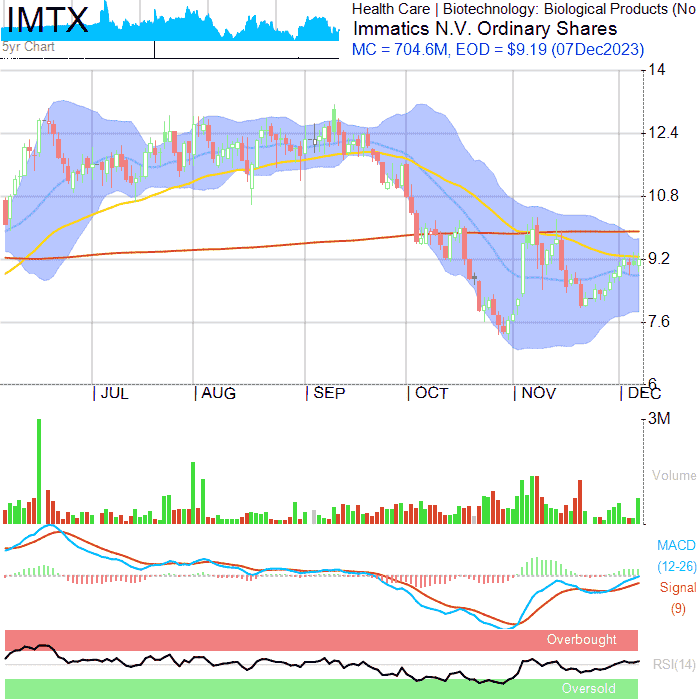 IMTX
5yr Chart
Health Care | Biotechnology: Biological Products (No
Immatics N.V. Ordinary Shares
MC = 704.6M, EOD = $9.19 (07Dec2023)
14
12.4
10.8
9.2
7.6
6
JUL AUG SEP OCT NOV DEC
3M
Volume
MACD
(12-26)
Signal
(9)
Overbought
RSI(14)
Oversold